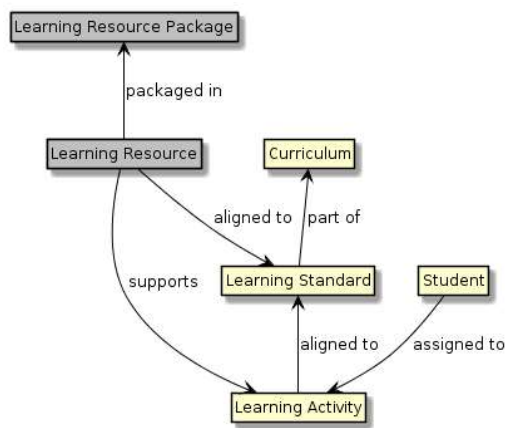 Learning Resource Package
packaged in
Learning Resource
Curriculum
aligned to
part of
supports
Learning Standard
Student
aligned to
assigned to
Learning Activity